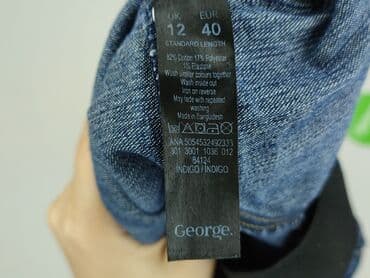 UK EUR
12 40
STANDARD LENGTH
82% Cotton 17% Polyester
1% Elastane
Wash similar colours together
Wash inside out
Iron on reverse
May fade with repeated
washing
Made in Bangladesh
ANA 5054532492333
301 3001 1036 012
84124
INDIGO / INDIGO
George.